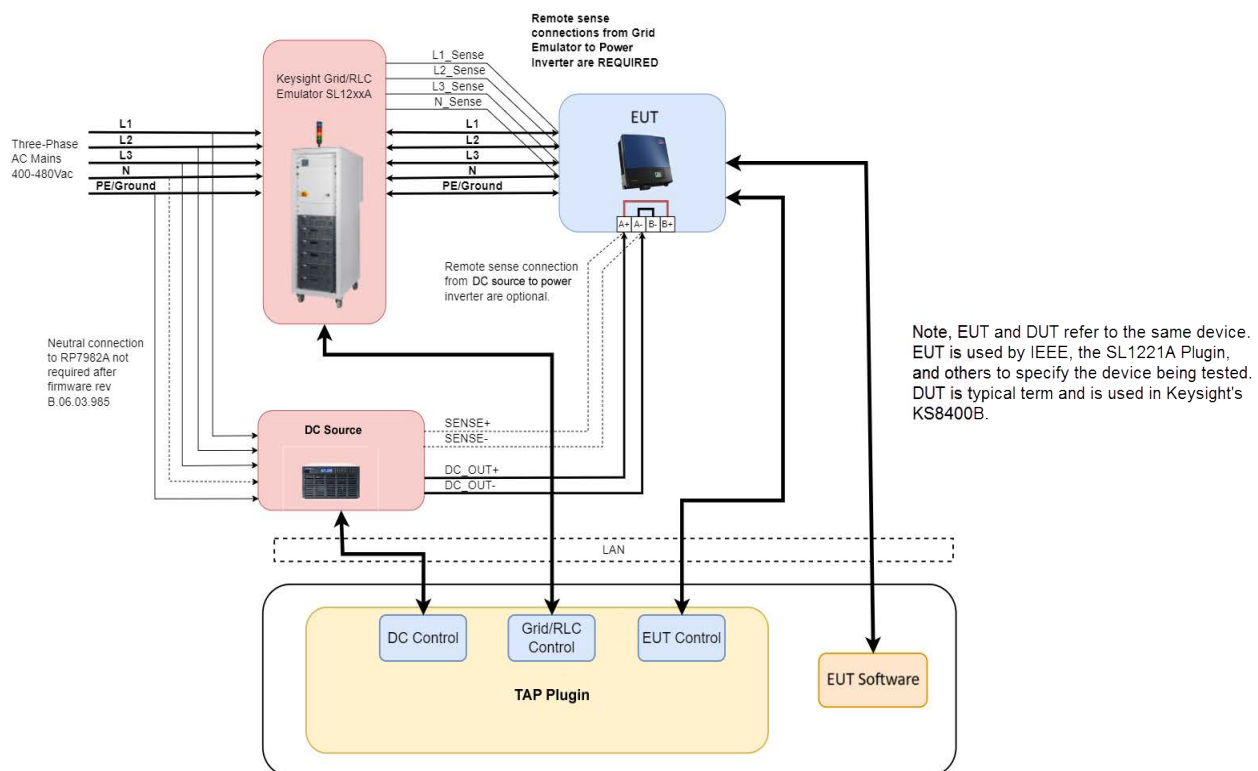 Remote sense
connections from Grid
Emulator to Power
Inverter are REQUIRED
Keysight Grid/RLC
Emulator SL12xxA
L1_Sense
L2_Sense
L3_Sense
N_Sense
EUT
Three-Phase
AC Mains
400-480Vac
L1
L2
L3
N
PE/Ground
L1
L2
L3
N
PE/Ground
A+ A- B- B+
Remote sense connection
from DC source to power
inverter are optional.
Neutral connection
to RP7982A not
required after
firmware rev
B.06.03.985
Note, EUT and DUT refer to the same device.
EUT is used by IEEE, the SL1221A Plugin,
and others to specify the device being tested.
DUT is typical term and is used in Keysight's
KS8400B.
DC Source
SENSE+
SENSE-
DC_OUT+
DC_OUT-
LAN
DC Control
Grid/RLC
Control
EUT Control
TAP Plugin
EUT Software